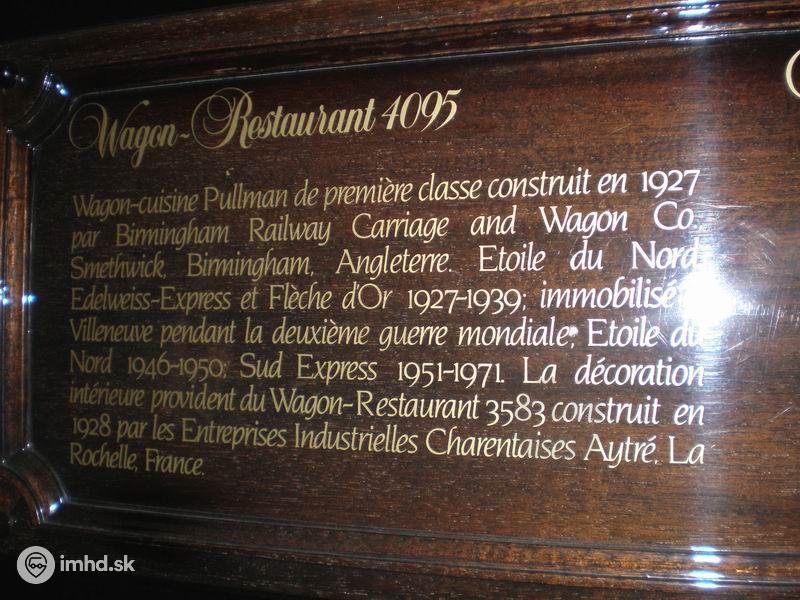 Wagon-Restaurant 4095
Wagon-cuisine Pullman de première classe construit en 1927
par Birmingham Railway Carriage and Wagon Co.,
Smethwick, Birmingham, Angleterre. Etoile du Nord
Edelweiss-Express et Flèche d'Or 1927-1939; immobilisé
Villeneuve pendant la deuxième guerre mondiale; Etoile du
Nord 1946-1950; Sud Express 1951-1971. La décoration
intérieure provident du Wagon-Restaurant 3583 construit en
1928 par les Entreprises Industrielles Charentaises Aytré, La
Rochelle, France.
imhd.sk